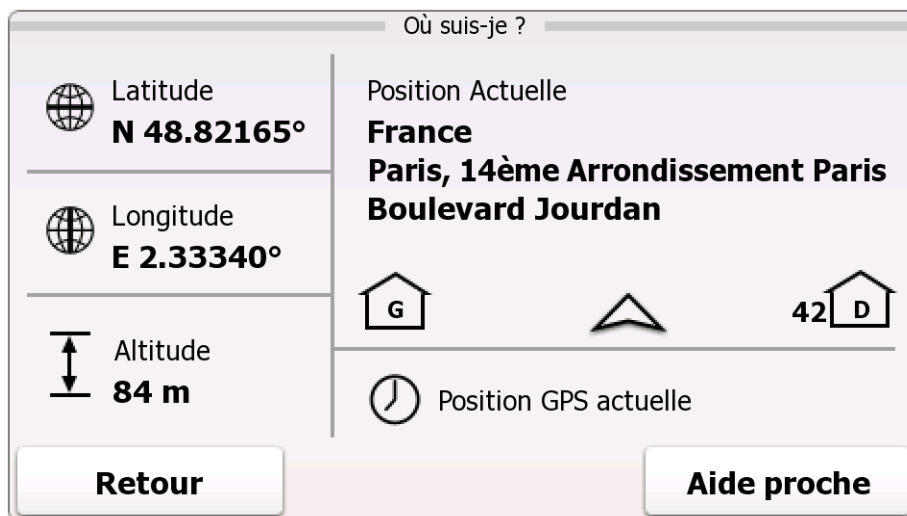 Où suis-je ?
Latitude
N 48.82165°
Longitude
E 2.33340°
Altitude
84 m
Position Actuelle
France
Paris, 14ème Arrondissement Paris
Boulevard Jourdan
G
42 D
Position GPS actuelle
Retour
Aide proche